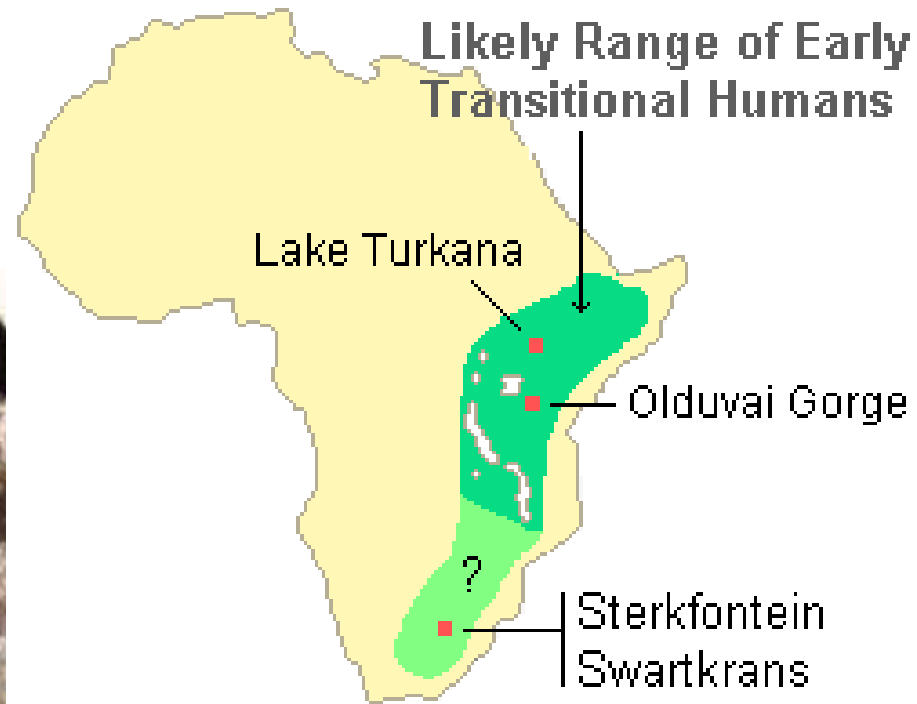 Likely Range of Early
Transitional Humans
Lake Turkana
Olduvai Gorge
?
Sterkfontein
Swartkrans